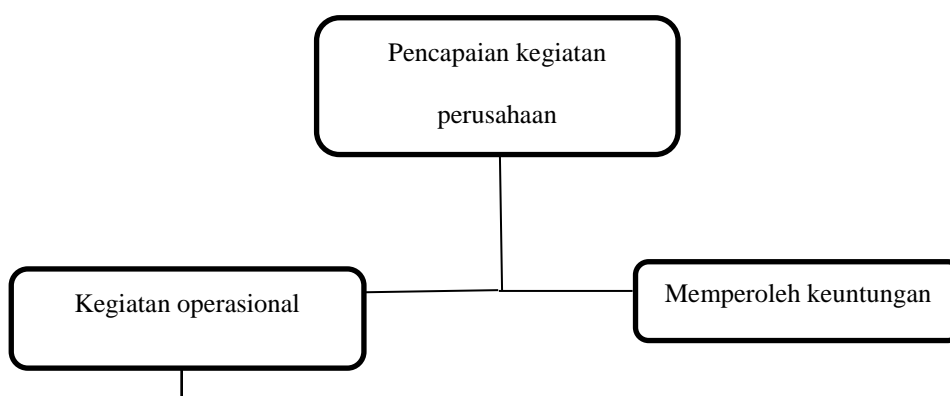 Pencapaian kegiatan
perusahaan
Kegiatan operasional
Memperoleh keuntungan